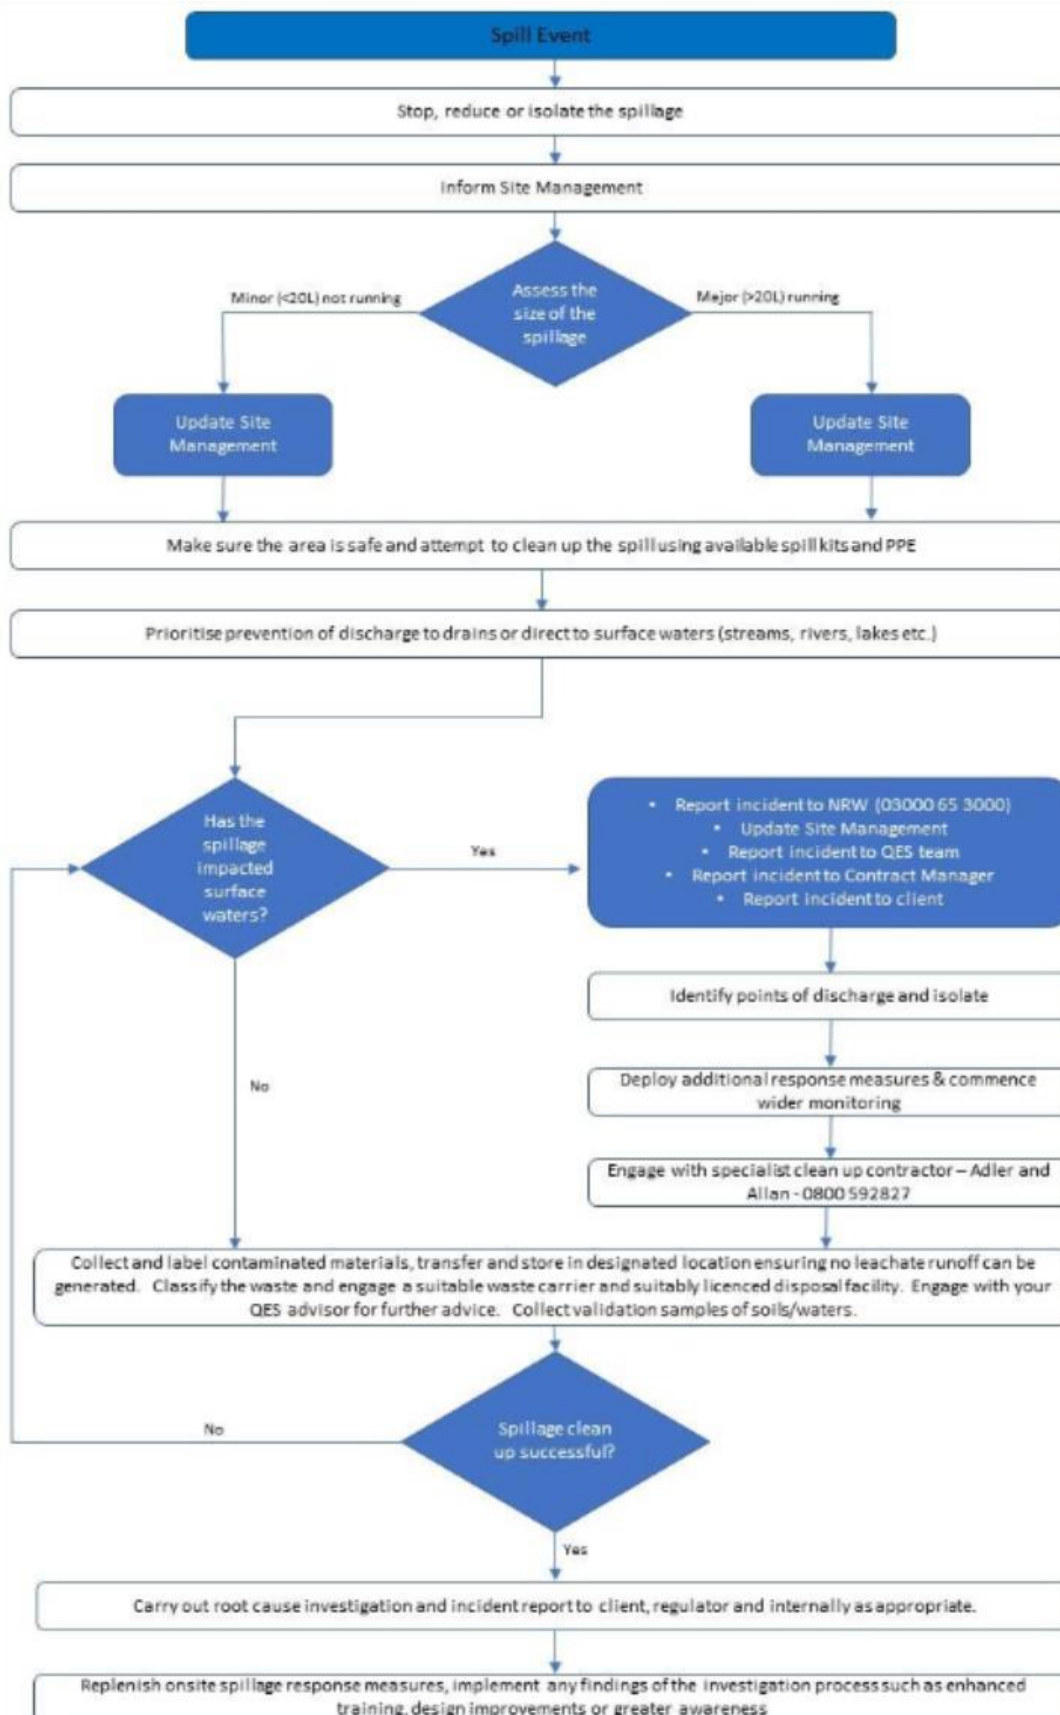 Spill Event
Stop, reduce or isolate the spillage
Inform Site Management
Minor (<20L) not running
Assess the
size of the
spillage
Major (>20L) running
Update Site
Management
Update Site
Management
Make sure the area is safe and attempt to clean up the spill using available spill kits and PPE
Prioritise prevention of discharge to drains or direct to surface waters (streams, rivers, lakes etc.)
Has the
spillage
impacted
surface
waters?
Yes
• Report incident to NRW (03000 65 3000)
• Update Site Management
• Report incident to QES team
• Report incident to Contract Manager
• Report incident to client
Identify points of discharge and isolate
Deploy additional response measures & commence
wider monitoring
Engage with specialist clean up contractor – Adler and
Allan - 0800 592827
No
Collect and label contaminated materials, transfer and store in designated location ensuring no leachate runoff can be
generated. Classify the waste and engage a suitable waste carrier and suitably licenced disposal facility. Engage with your
QES advisor for further advice. Collect validation samples of soils/waters.
Spillage clean
up successful?
No
Yes
Carry out root cause investigation and incident report to client, regulator and internally as appropriate.
Replenish onsite spillage response measures, implement any findings of the investigation process such as enhanced
training, design improvements or greater awareness